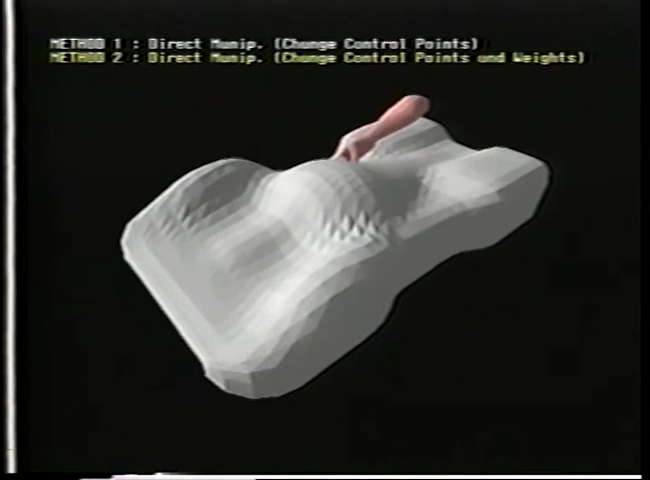 METHOD 1 : Direct Manip. (Change Control Points)
METHOD 2 : Direct Manip. (Change Control Points and Weights)